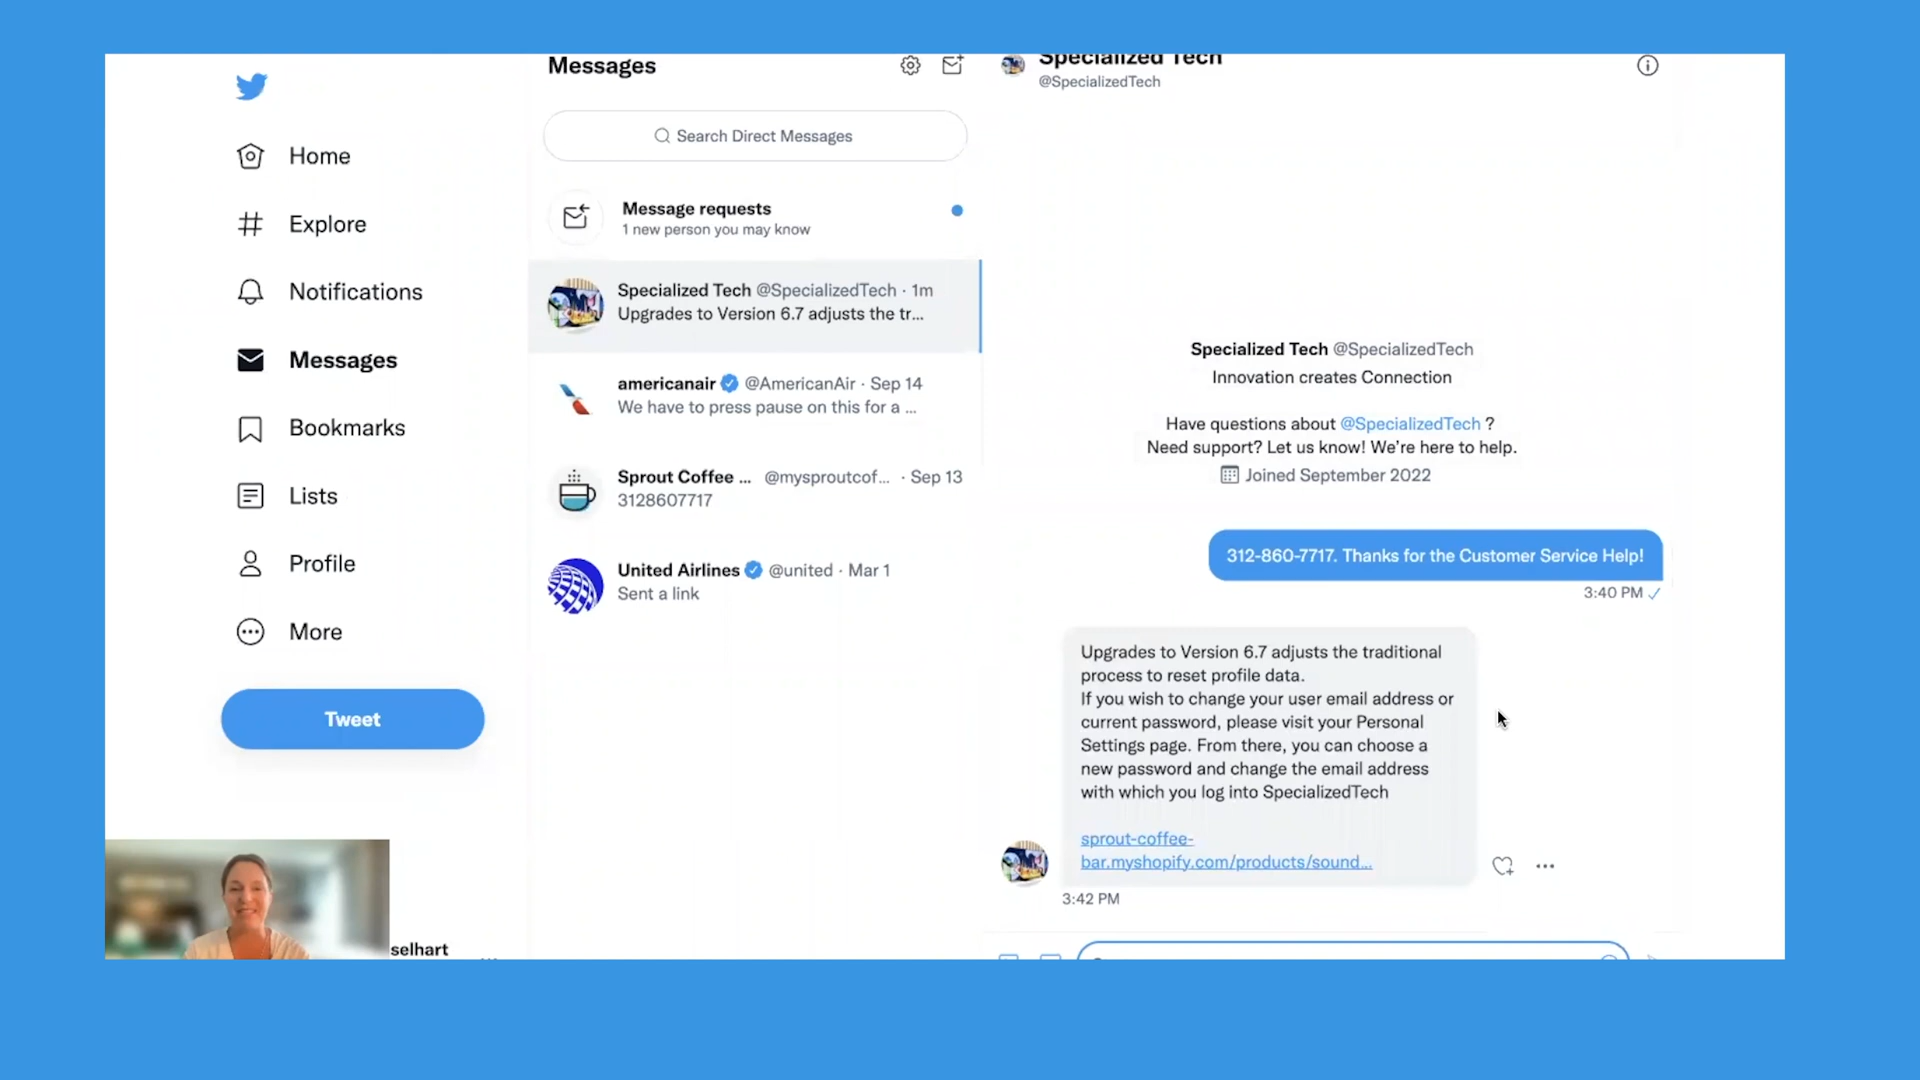 Home
Explore
Notifications
Messages
Bookmarks
Lists
Profile
More
Tweet
selhart
Messages
Search Direct Messages
Message requests
1 new person you may know
Specialized Tech @SpecializedTech · 1m
Upgrades to Version 6.7 adjusts the tr...
americanair @AmericanAir · Sep 14
We have to press pause on this for a ...
Sprout Coffee ... @mysproutcof... · Sep 13
3128607717
United Airlines @united · Mar 1
Sent a link
Specialized Tech
@SpecializedTech
Specialized Tech @SpecializedTech
Innovation creates Connection
Have questions about @SpecializedTech ?
Need support? Let us know! We're here to help.
Joined September 2022
312-860-7717. Thanks for the Customer Service Help!
3:40 PM
Upgrades to Version 6.7 adjusts the traditional
process to reset profile data.
If you wish to change your user email address or
current password, please visit your Personal
Settings page. From there, you can choose a
new password and change the email address
with which you log into SpecializedTech
sprout-coffee-
bar.myshopify.com/products/sound...
3:42 PM